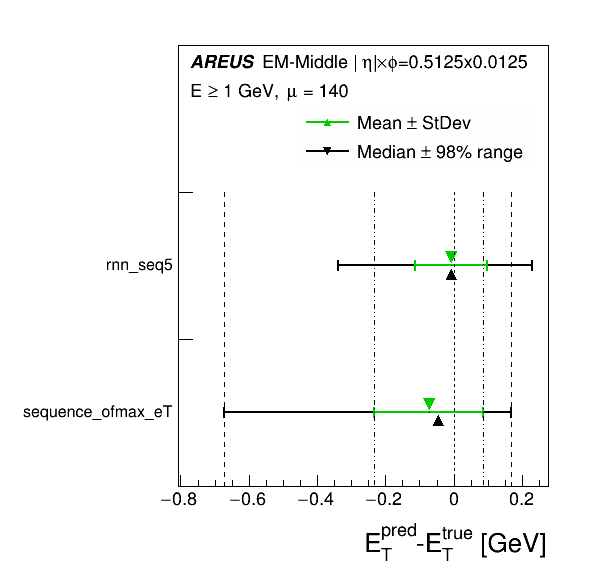 AREUS EM-Middle | η|×ϕ=0.5125x0.0125
E ≥ 1 GeV, μ = 140
Mean ± StDev
Median ± 98% range
rnn_seq5
sequence_ofmax_eT
−0.8 −0.6 −0.4 −0.2 0 0.2
E_T^pred-E_T^true [GeV]